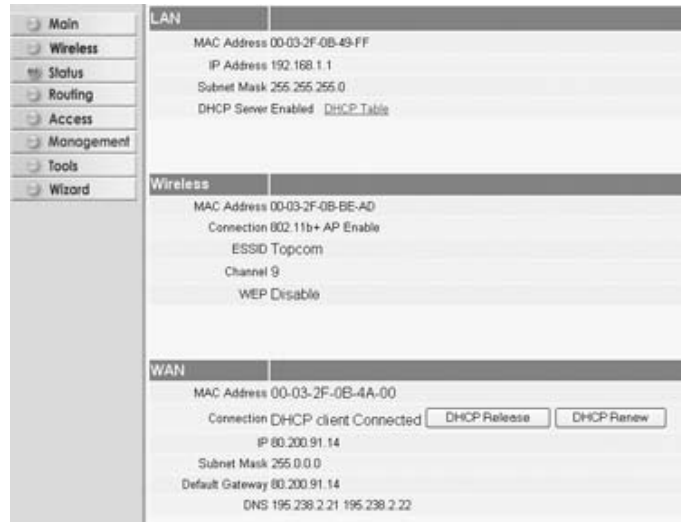 Main
Wireless
Status
Routing
Access
Management
Tools
Wizard
LAN
MAC Address 00-03-2F-0B-49-FF
IP Address 192.168.1.1
Subnet Mask 255.255.255.0
DHCP Server Enabled DHCP Table
Wireless
MAC Address 00-03-2F-0B-BE-AD
Connection 802.11b+ AP Enable
ESSID Topcom
Channel 9
WEP Disable
WAN
MAC Address 00-03-2F-0B-4A-00
Connection DHCP client Connected DHCP Release DHCP Renew
IP 80.200.91.14
Subnet Mask 255.0.0.0
Default Gateway 80.200.91.14
DNS 195.238.2.21 195.238.2.22